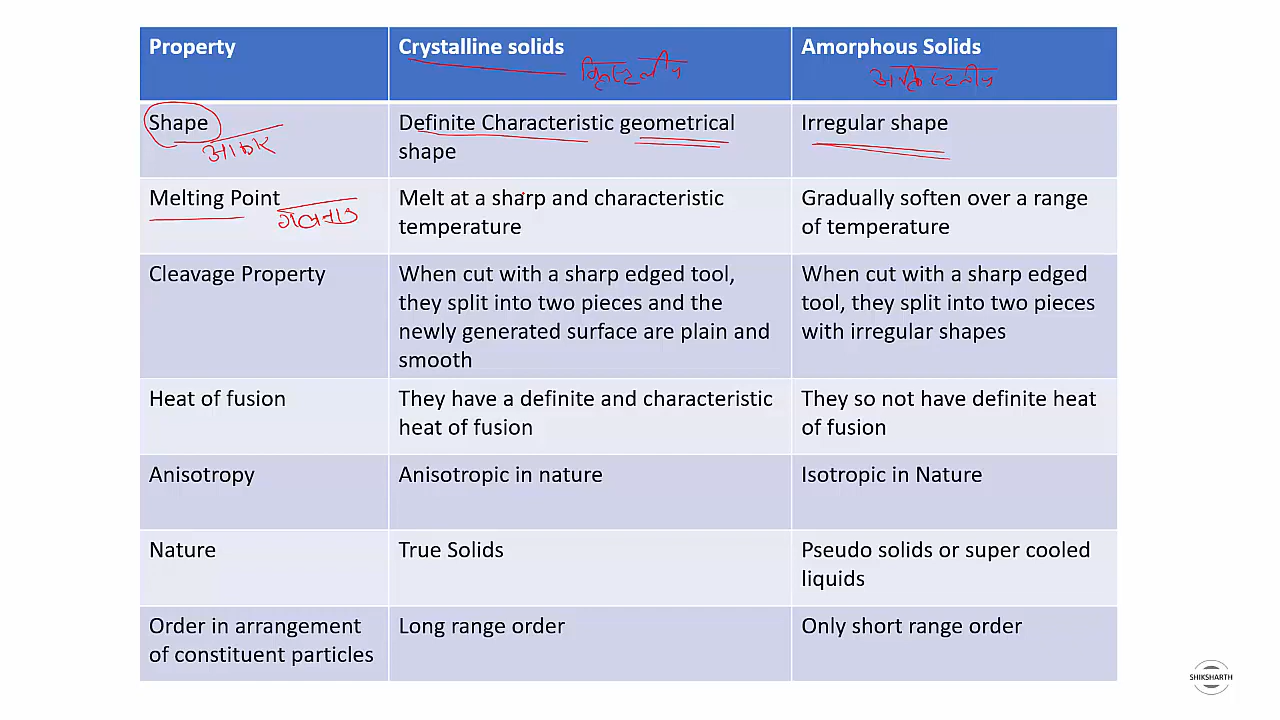 Property
Crystalline solids
क्रिस्टलीय
Amorphous Solids
अक्रिस्टलीय
Shape
आकार
Definite Characteristic geometrical
shape
Irregular shape
Melting Point
गलनांक
Melt at a sharp and characteristic
temperature
Gradually soften over a range
of temperature
Cleavage Property
When cut with a sharp edged tool,
they split into two pieces and the
newly generated surface are plain and
smooth
When cut with a sharp edged
tool, they split into two pieces
with irregular shapes
Heat of fusion
They have a definite and characteristic
heat of fusion
They so not have definite heat
of fusion
Anisotropy
Anisotropic in nature
Isotropic in Nature
Nature
True Solids
Pseudo solids or super cooled
liquids
Order in arrangement
of constituent particles
Long range order
Only short range order
SHIKSHARTH